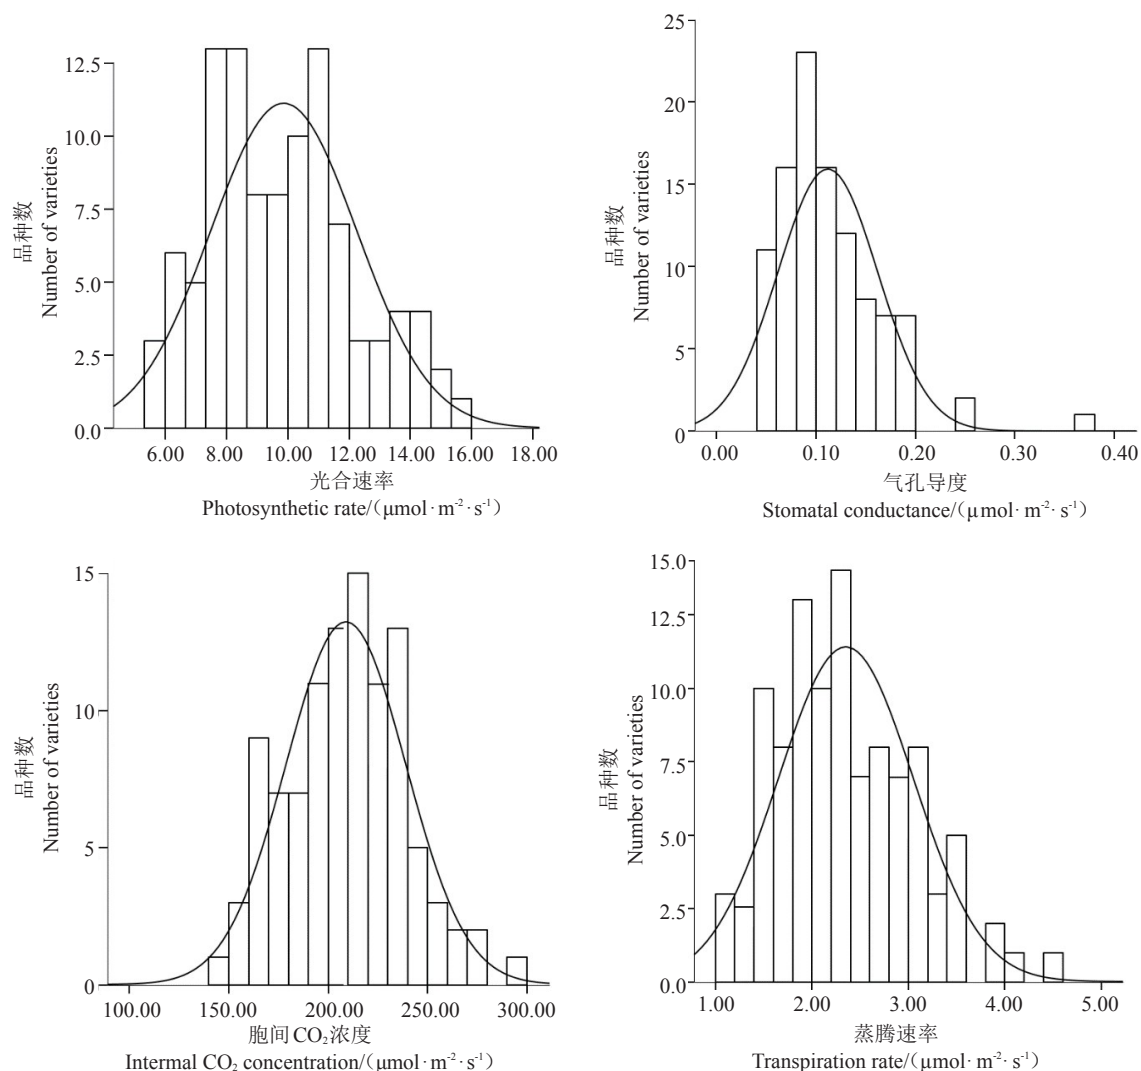 12.5
10.0
7.5
5.0
2.5
0.0
品种数
Number of varieties
6.00 8.00 10.00 12.00 14.00 16.00 18.00
光合速率
Photosynthetic rate/(μmol·m⁻²·s⁻¹)
25
20
15
10
5
0
品种数
Number of varieties
0.00 0.10 0.20 0.30 0.40
气孔导度
Stomatal conductance/(μmol·m⁻²·s⁻¹)
15
10
5
0
品种数
Number of varieties
100.00 150.00 200.00 250.00 300.00
胞间CO₂浓度
Intermal CO₂ concentration/(μmol·m⁻²·s⁻¹)
15.0
12.5
10.0
7.5
5.0
2.5
0.0
品种数
Number of varieties
1.00 2.00 3.00 4.00 5.00
蒸腾速率
Transpiration rate/(μmol·m⁻²·s⁻¹)